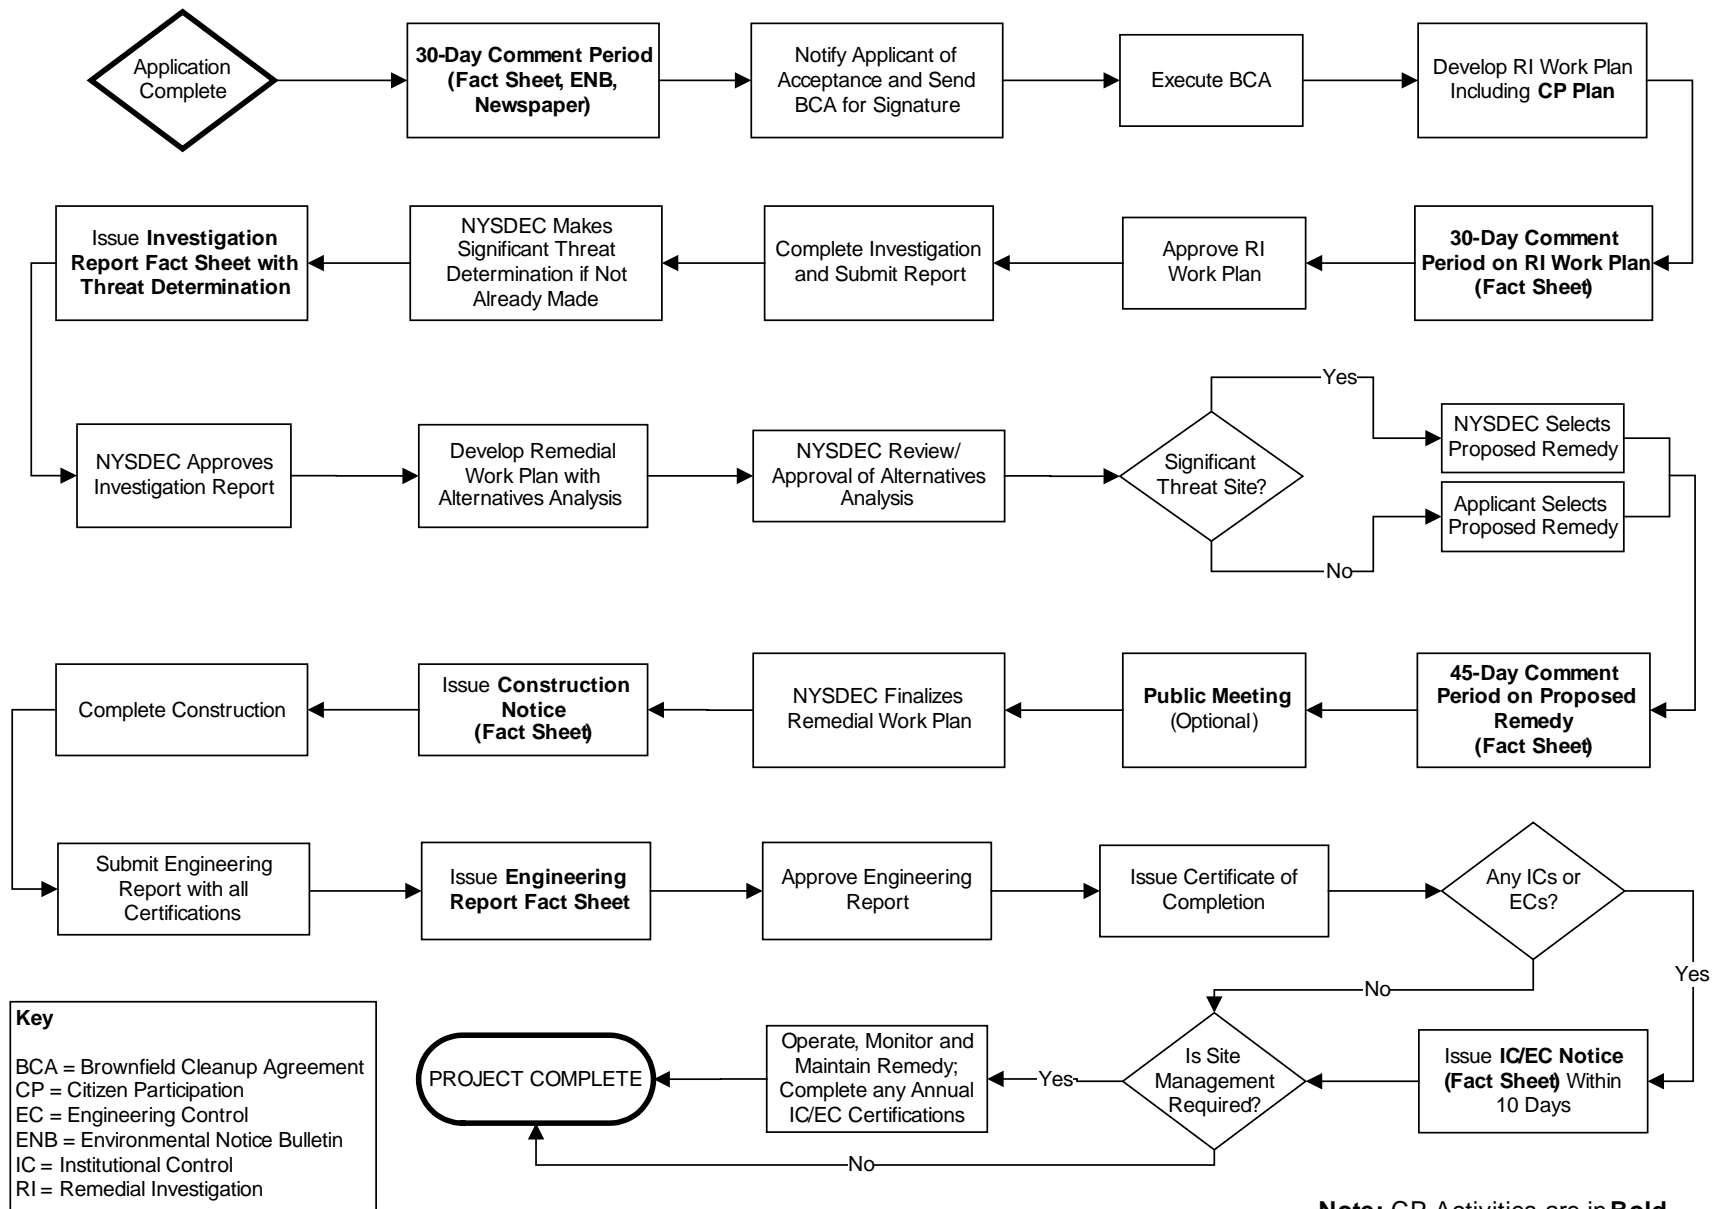 Application
Complete
30-Day Comment Period
(Fact Sheet, ENB,
Newspaper)
Notify Applicant of
Acceptance and Send
BCA for Signature
Execute BCA
Develop RI Work Plan
Including CP Plan
Issue Investigation
Report Fact Sheet with
Threat Determination
NYSDEC Makes
Significant Threat
Determination if Not
Already Made
Complete Investigation
and Submit Report
Approve RI
Work Plan
30-Day Comment
Period on RI Work Plan
(Fact Sheet)
Yes
NYSDEC Approves
Investigation Report
Develop Remedial
Work Plan with
Alternatives Analysis
NYSDEC Review/
Approval of Alternatives
Analysis
Significant
Threat Site?
NYSDEC Selects
Proposed Remedy
Applicant Selects
Proposed Remedy
No
Complete Construction
Issue Construction
Notice
(Fact Sheet)
NYSDEC Finalizes
Remedial Work Plan
Public Meeting
(Optional)
45-Day Comment
Period on Proposed
Remedy
(Fact Sheet)
Submit Engineering
Report with all
Certifications
Issue Engineering
Report Fact Sheet
Approve Engineering
Report
Issue Certificate of
Completion
Any ICs or
ECs?
Yes
No
Key
BCA = Brownfield Cleanup Agreement
CP = Citizen Participation
EC = Engineering Control
ENB = Environmental Notice Bulletin
IC = Institutional Control
RI = Remedial Investigation
PROJECT COMPLETE
Operate, Monitor and
Maintain Remedy;
Complete any Annual
IC/EC Certifications
Yes
Is Site
Management
Required?
Issue IC/EC Notice
(Fact Sheet) Within
10 Days
No
Note: CP Activities are in Bold